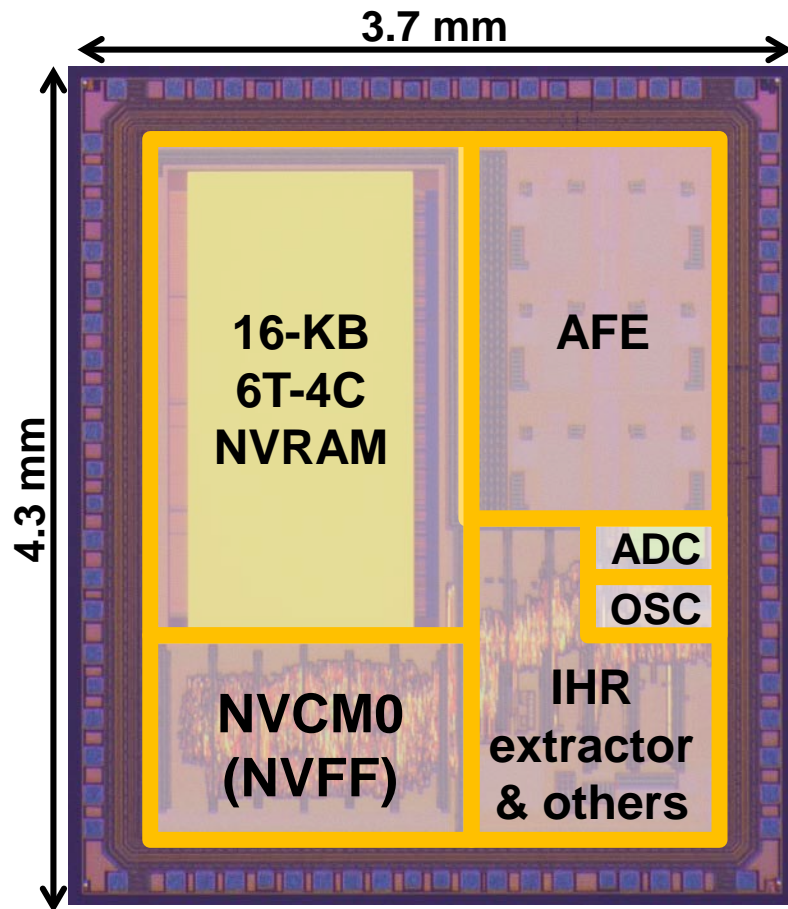 3.7 mm
4.3 mm
16-KB
6T-4C
NVRAM
AFE
ADC
OSC
NVCM0
(NVFF)
IHR
extractor
& others